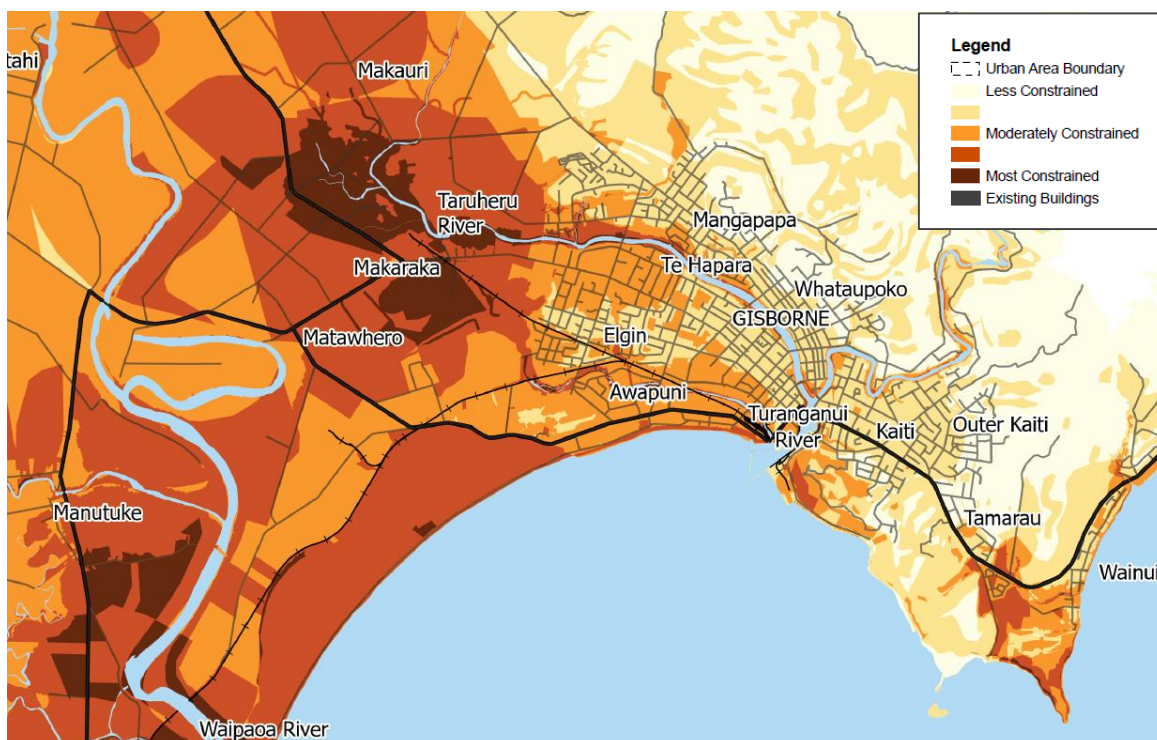 Legend
Urban Area Boundary
Less Constrained
Moderately Constrained
Most Constrained
Existing Buildings
tahi
Makauri
Taruheru
River
Mangapapa
Makaraka
Te Hapara
Whataupoko
Matawhero
Elgin
GISBORNE
Awapuni
Turanganui
River
Kaiti
Outer Kaiti
Manutuke
Tamarau
Wainui
Waipaoa River